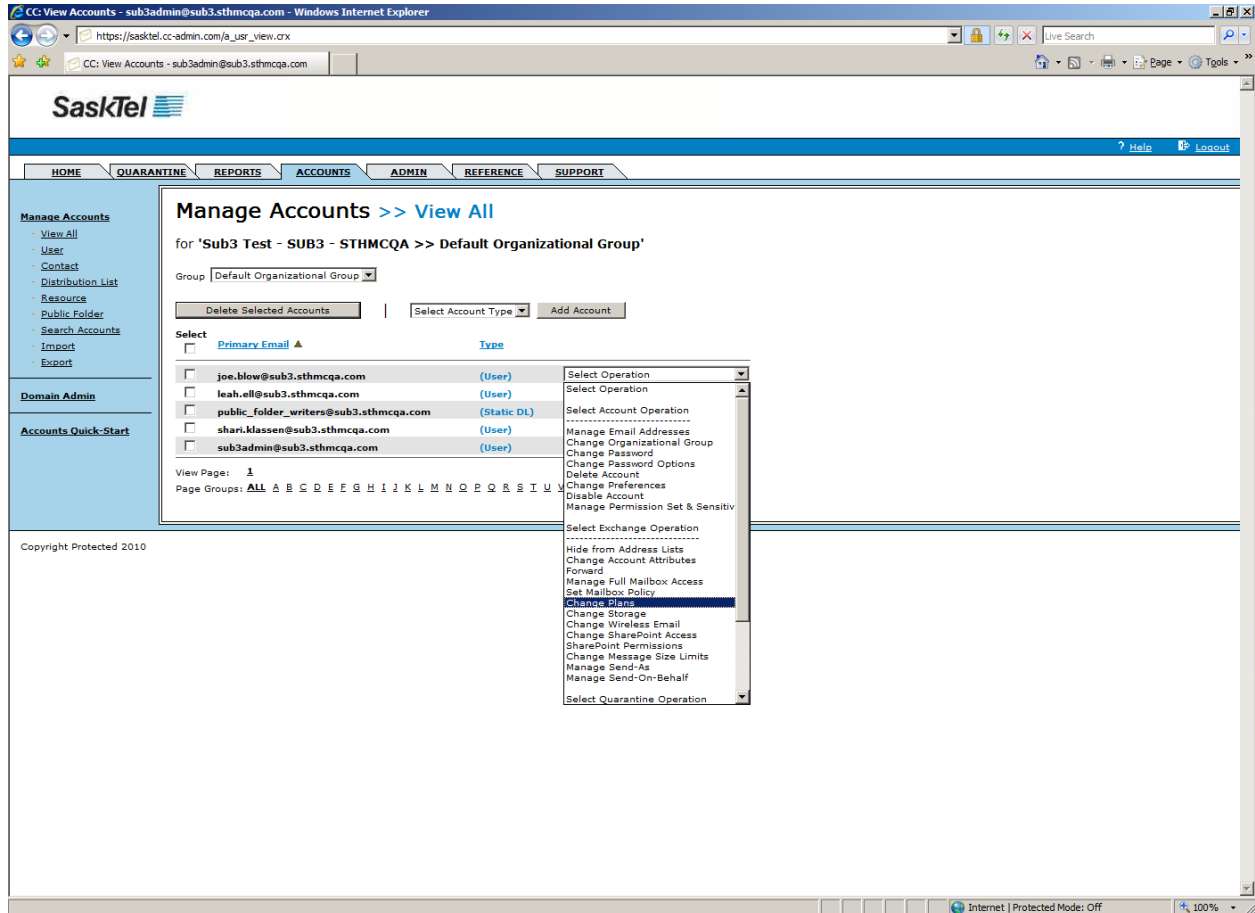 CC: View Accounts - sub3admin@sub3.sthmcqa.com - Windows Internet Explorer
https://sasktel.cc-admin.com/a_usr_view.crx
Live Search
CC: View Accounts - sub3admin@sub3.sthmcqa.com
Page
Tools
»
SaskTel
? Help
Logout
HOME QUARANTINE REPORTS ACCOUNTS ADMIN REFERENCE SUPPORT
Manage Accounts
View All
User
Contact
Distribution List
Resource
Public Folder
Search Accounts
Import
Export
Domain Admin
Accounts Quick-Start
Manage Accounts >> View All
for 'Sub3 Test - SUB3 - STHMCQA >> Default Organizational Group'
Group Default Organizational Group
Delete Selected Accounts | Select Account Type Add Account
Select Primary Email Type
joe.blow@sub3.sthmcqa.com (User) Select Operation
leah.ell@sub3.sthmcqa.com (User)
public_folder_writers@sub3.sthmcqa.com (Static DL)
shari.klassen@sub3.sthmcqa.com (User)
sub3admin@sub3.sthmcqa.com (User)
View Page: 1
Page Groups: ALL A B C D E F G H I J K L M N O P Q R S T U V
Select Operation
Select Account Operation
----------------------------
Manage Email Addresses
Change Organizational Group
Change Password
Change Password Options
Delete Account
Change Preferences
Disable Account
Manage Permission Set & Sensitiv
Select Exchange Operation
------------------------------
Hide from Address Lists
Change Account Attributes
Forward
Manage Full Mailbox Access
Set Mailbox Policy
Change Plans
Change Storage
Change Wireless Email
Change SharePoint Access
SharePoint Permissions
Change Message Size Limits
Manage Send-As
Manage Send-On-Behalf
Select Quarantine Operation
Copyright Protected 2010
Internet | Protected Mode: Off
100%